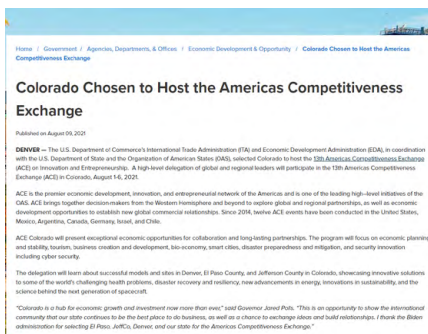 Home / Government / Agencies, Departments, & Offices / Economic Development & Opportunity / Colorado Chosen to Host the Americas
Competitiveness Exchange
Colorado Chosen to Host the Americas Competitiveness
Exchange
Published on August 09, 2021
DENVER — The U.S. Department of Commerce's International Trade Administration (ITA) and Economic Development Administration (EDA), in coordination
with the U.S. Department of State and the Organization of American States (OAS), selected Colorado to host the 13th Americas Competitiveness Exchange
(ACE) on Innovation and Entrepreneurship. A high-level delegation of global and regional leaders will participate in the 13th Americas Competitiveness
Exchange (ACE) in Colorado, August 1-6, 2021.
ACE is the premier economic development, innovation, and entrepreneurial network of the Americas and is one of the leading high–level initiatives of the
OAS. ACE brings together decision-makers from the Western Hemisphere and beyond to explore global and regional partnerships, as well as economic
development opportunities to establish new global commercial relationships. Since 2014, twelve ACE events have been conducted in the United States,
Mexico, Argentina, Canada, Germany, Israel, and Chile.
ACE Colorado will present exceptional economic opportunities for collaboration and long-lasting partnerships. The program will focus on economic planning
and stability, tourism, business creation and development, bio-economy, smart cities, disaster preparedness and mitigation, and security innovation
including cyber security.
The delegation will learn about successful models and sites in Denver, El Paso County, and Jefferson County in Colorado, showcasing innovative solutions
to some of the world's challenging health problems, disaster recovery and resiliency, new advancements in energy, innovations in sustainability, and the
science behind the next generation of spacecraft.
"Colorado is a hub for economic growth and investment now more than ever," said Governor Jared Polis. "This is an opportunity to show the international
community that our state continues to be the best place to do business, as well as a chance to exchange ideas and build relationships. I thank the Biden
administration for selecting El Paso, JeffCo, Denver, and our state for the Americas Competitiveness Exchange."